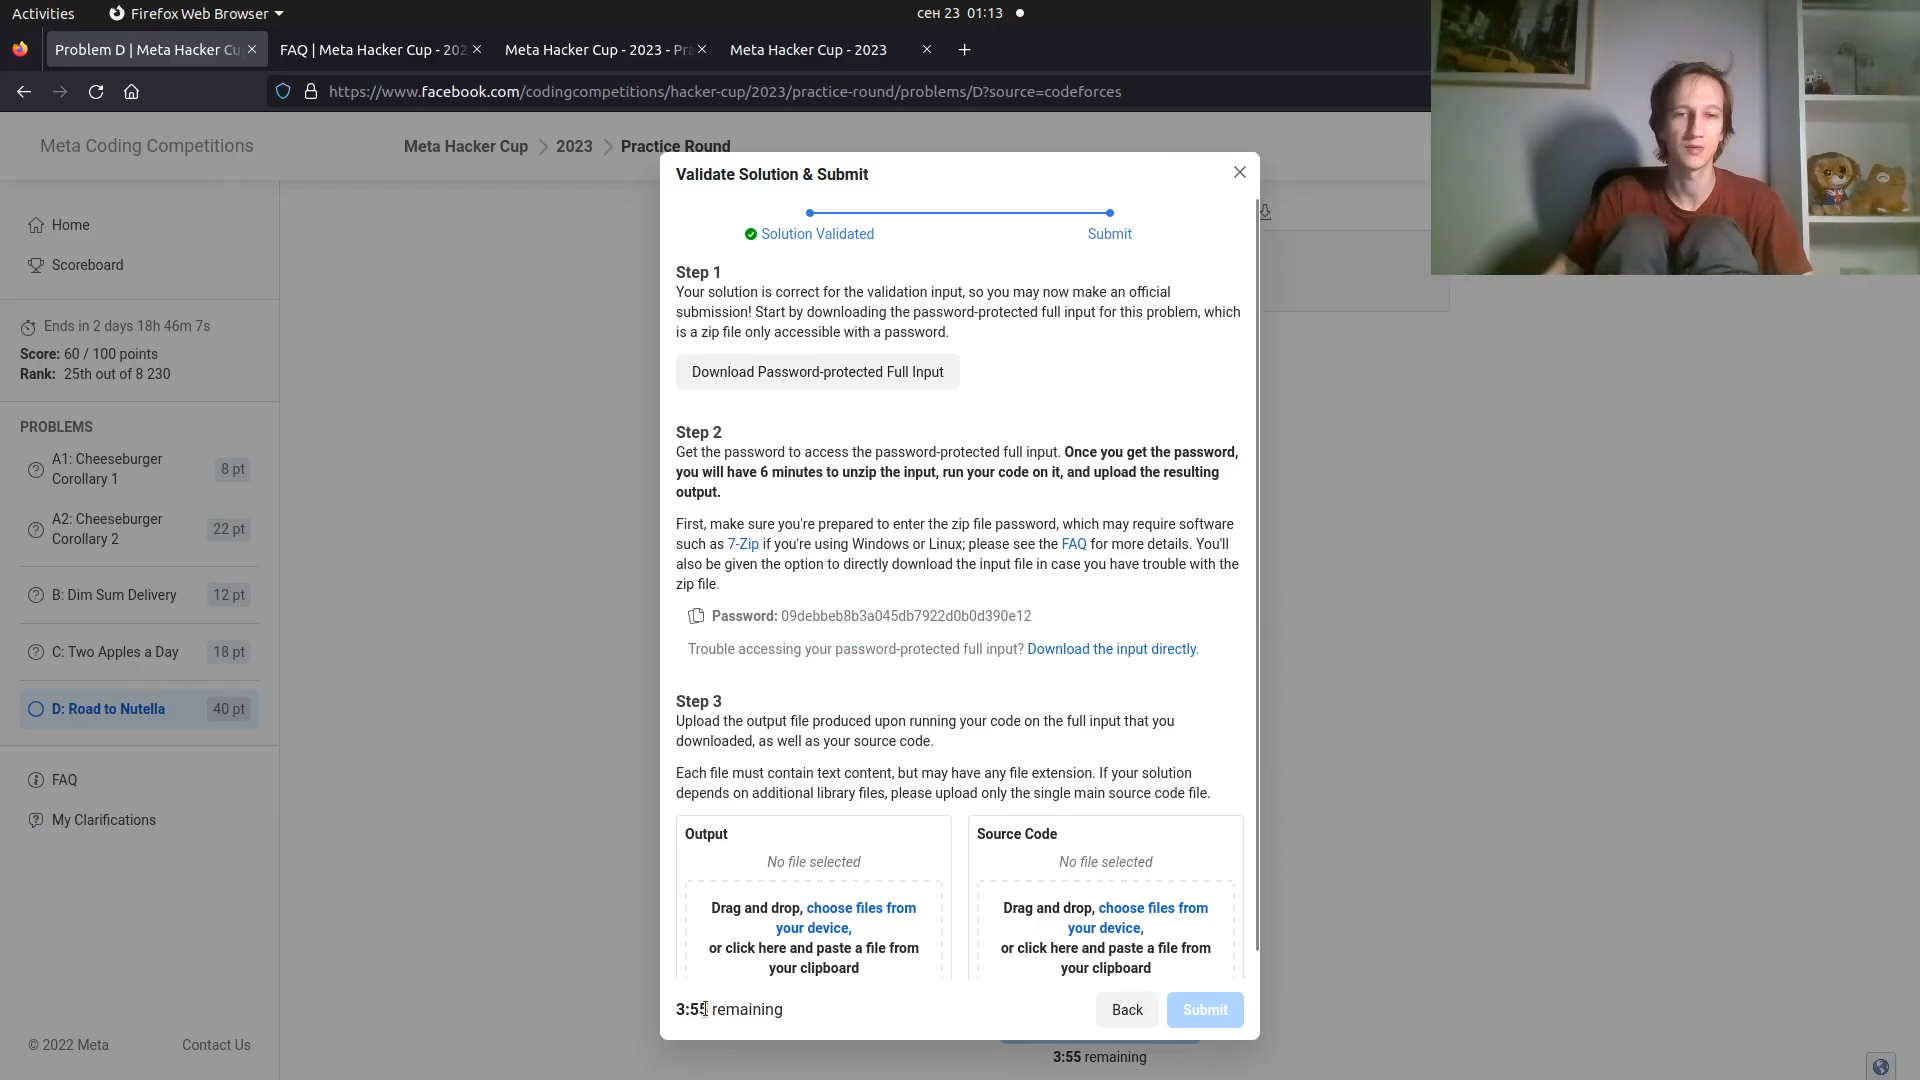 Activities
Firefox Web Browser
сен 23 01:13
Problem D | Meta Hacker Cu
FAQ | Meta Hacker Cup - 202
Meta Hacker Cup - 2023 - Pra
Meta Hacker Cup - 2023
https://www.facebook.com/codingcompetitions/hacker-cup/2023/practice-round/problems/D?source=codeforces
Meta Coding Competitions
Meta Hacker Cup
2023
Practice Round
Home
Scoreboard
Ends in 2 days 18h 46m 7s
Score: 60 / 100 points
Rank: 25th out of 8 230
PROBLEMS
A1: Cheeseburger
Corollary 1
8 pt
A2: Cheeseburger
Corollary 2
22 pt
B: Dim Sum Delivery
12 pt
C: Two Apples a Day
18 pt
D: Road to Nutella
40 pt
FAQ
My Clarifications
© 2022 Meta
Contact Us
Validate Solution & Submit
Solution Validated
Submit
Step 1
Your solution is correct for the validation input, so you may now make an official
submission! Start by downloading the password-protected full input for this problem, which
is a zip file only accessible with a password.
Download Password-protected Full Input
Step 2
Get the password to access the password-protected full input. Once you get the password,
you will have 6 minutes to unzip the input, run your code on it, and upload the resulting
output.
First, make sure you're prepared to enter the zip file password, which may require software
such as 7-Zip if you're using Windows or Linux; please see the FAQ for more details. You'll
also be given the option to directly download the input file in case you have trouble with the
zip file.
Password: 09debbeb8b3a045db7922d0b0d390e12
Trouble accessing your password-protected full input? Download the input directly.
Step 3
Upload the output file produced upon running your code on the full input that you
downloaded, as well as your source code.
Each file must contain text content, but may have any file extension. If your solution
depends on additional library files, please upload only the single main source code file.
Output
No file selected
Drag and drop, choose files from
your device,
or click here and paste a file from
your clipboard
Source Code
No file selected
Drag and drop, choose files from
your device,
or click here and paste a file from
your clipboard
3:55 remaining
Back
Submit
3:55 remaining